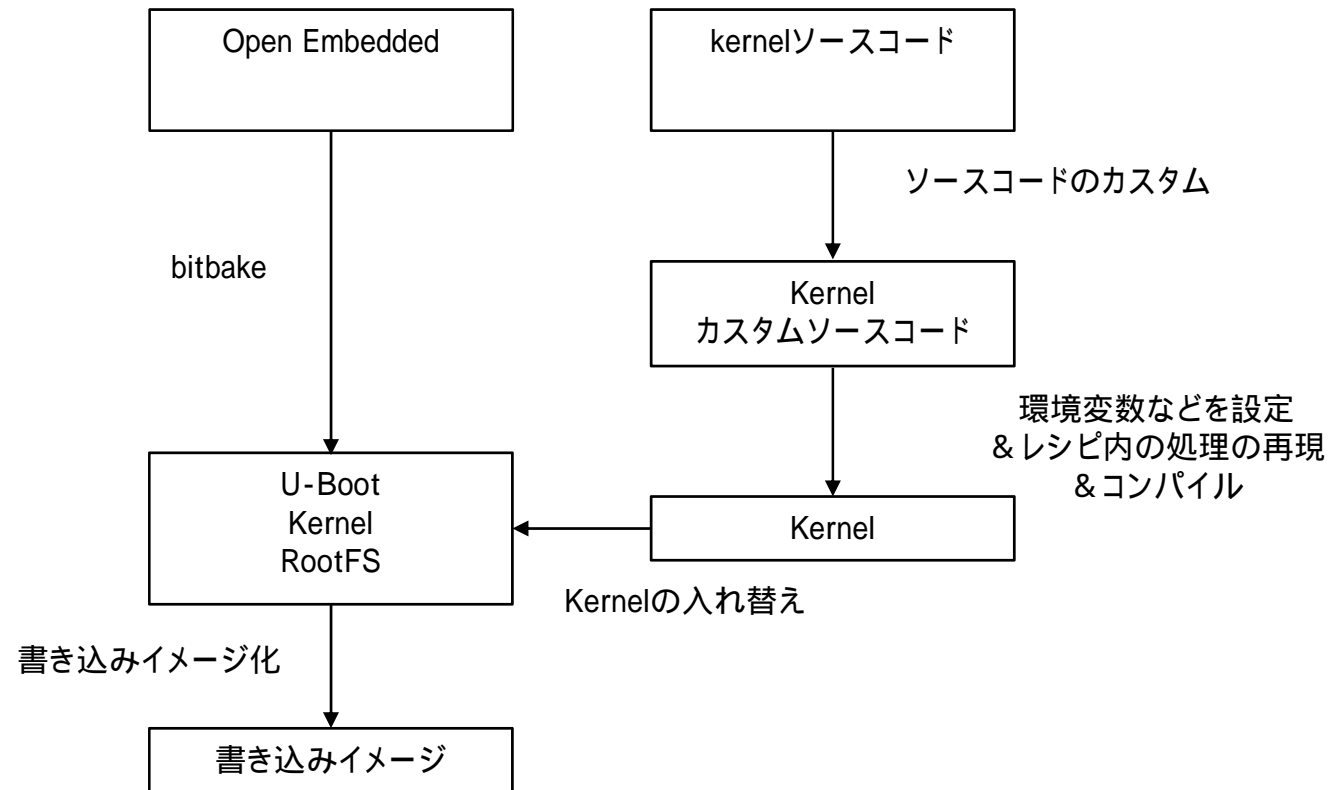 Open Embedded
kernelソースコード
ソースコードのカスタム
bitbake
Kernel
カスタムソースコード
環境変数などを設定
&レシピ内の処理の再現
&コンパイル
U-Boot
Kernel
RootFS
Kernel
Kernelの入れ替え
書き込みイメージ化
書き込みイメージ